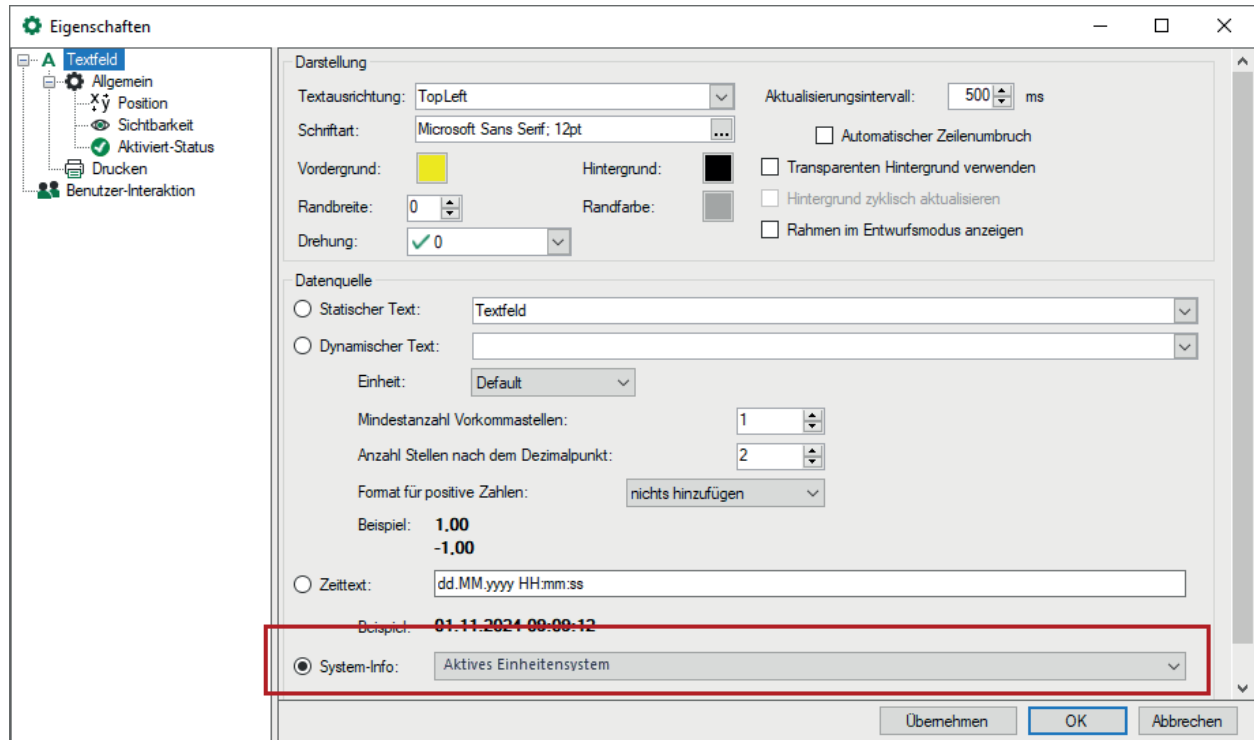 Eigenschaften
Textfeld
Allgemein
Position
Sichtbarkeit
Aktiviert-Status
Drucken
Benutzer-Interaktion
Darstellung
Textausrichtung: TopLeft Aktualisierungsintervall: 500 ms
Schriftart: Microsoft Sans Serif; 12pt ... Automatischer Zeilenumbruch
Vordergrund: Hintergrund: Transparenten Hintergrund verwenden
Randbreite: 0 Randfarbe: Hintergrund zyklisch aktualisieren
Drehung: 0 Rahmen im Entwurfsmodus anzeigen
Datenquelle
Statischer Text: Textfeld
Dynamischer Text:
Einheit: Default
Mindestanzahl Vorkommastellen: 1
Anzahl Stellen nach dem Dezimalpunkt: 2
Format für positive Zahlen: nichts hinzufügen
Beispiel: 1.00
-1.00
Zeittext: dd.MM.yyyy HH:mm:ss
Beispiel: 01.11.2024 09:09:12
System-Info: Aktives Einheitensystem
Übernehmen OK Abbrechen